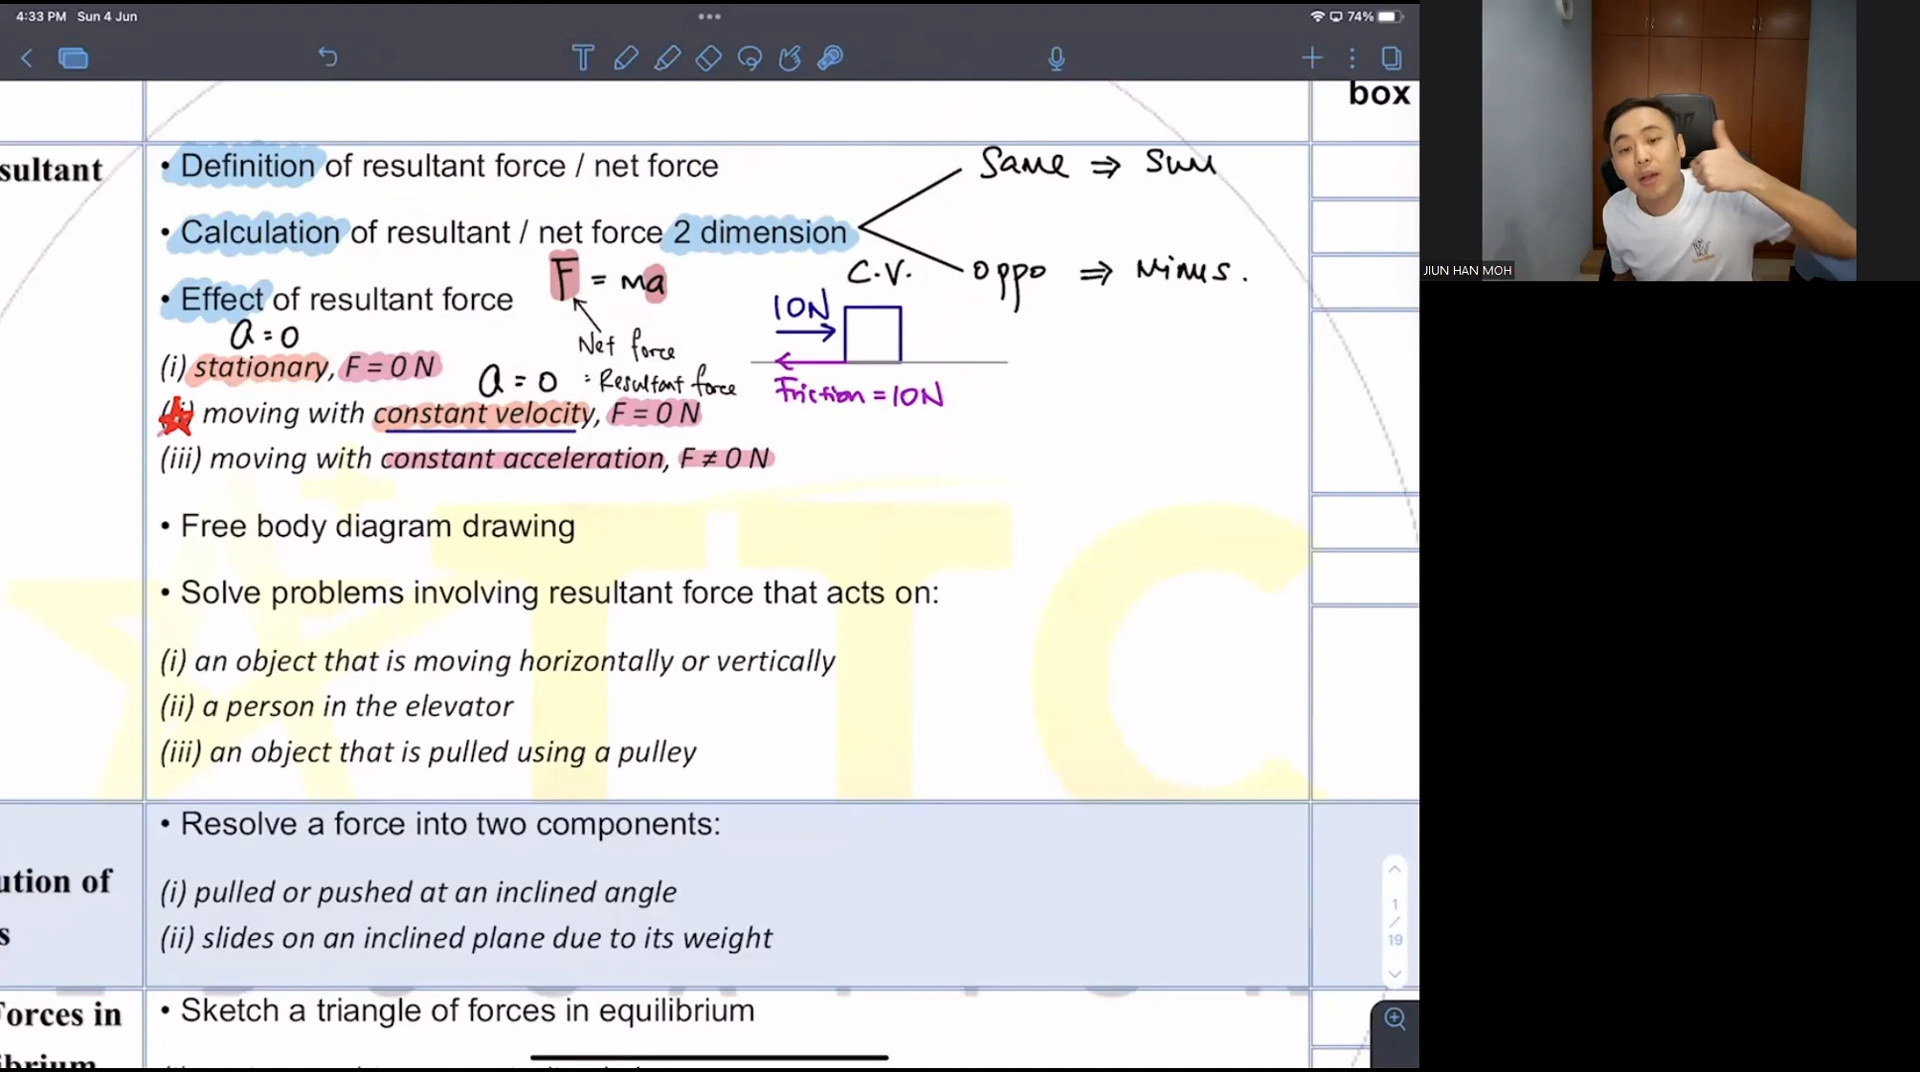 4:33 PM Sun 4 Jun
74%
box
sultant
• Definition of resultant force / net force
Same ⇒ Sum
• Calculation of resultant / net force 2 dimension
Oppo ⇒ Minus.
• Effect of resultant force
F = ma
C.V.
10N
a = 0
Net force
(i) stationary, F = 0 N
a = 0 : Resultant force
Friction = 10N
moving with constant velocity, F = 0 N
(iii) moving with constant acceleration, F ≠ 0 N
• Free body diagram drawing
• Solve problems involving resultant force that acts on:
(i) an object that is moving horizontally or vertically
(ii) a person in the elevator
(iii) an object that is pulled using a pulley
TTC
• Resolve a force into two components:
ution of
s
(i) pulled or pushed at an inclined angle
(ii) slides on an inclined plane due to its weight
1
/
19
Forces in
• Sketch a triangle of forces in equilibrium
JIUN HAN MOH